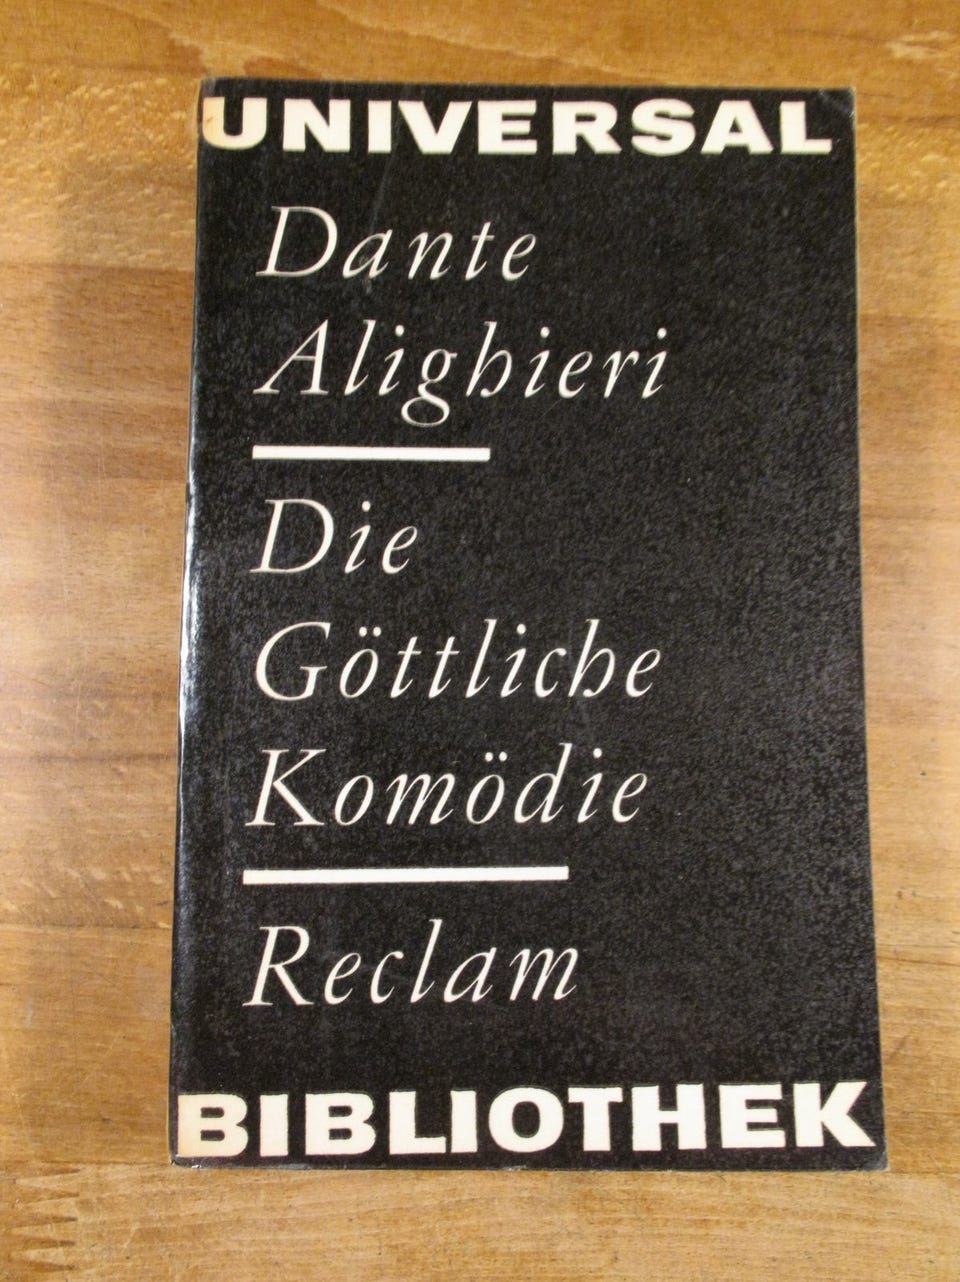 UNIVERSAL
Dante
Alighieri
Die
Göttliche
Komödie
Reclam
BIBLIOTHEK